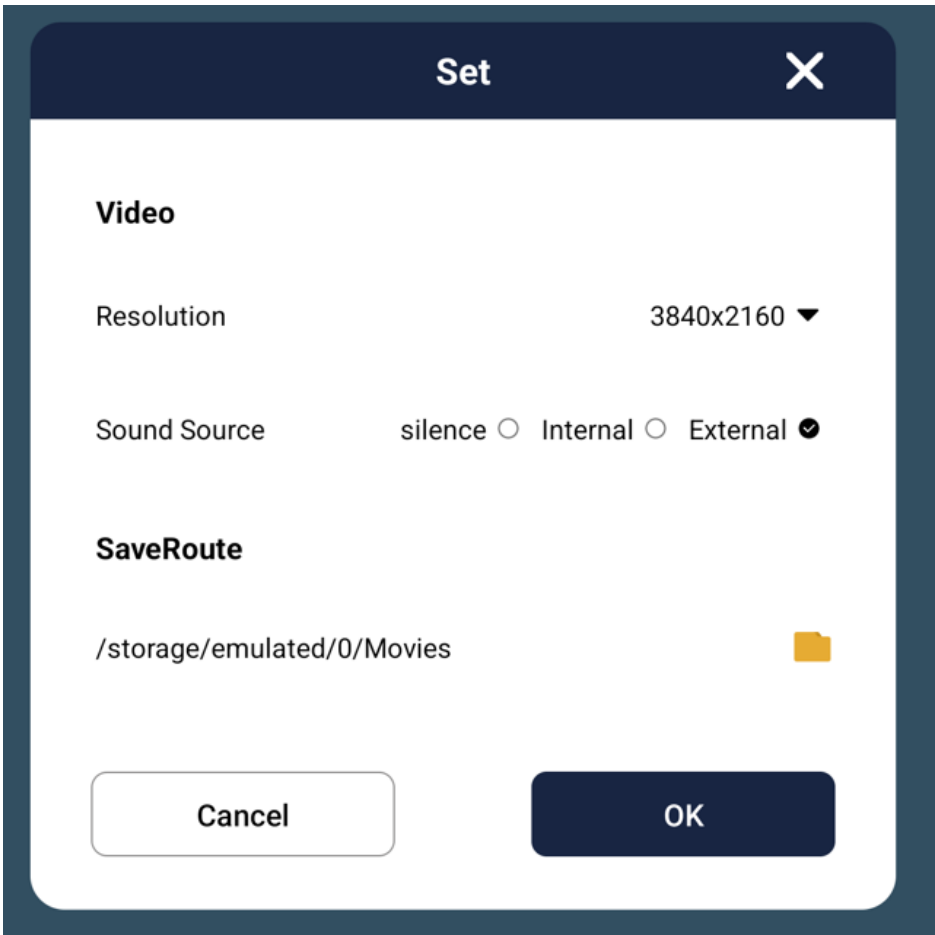 Set
Video
Resolution 3840x2160
Sound Source silence Internal External
SaveRoute
/storage/emulated/0/Movies
Cancel OK